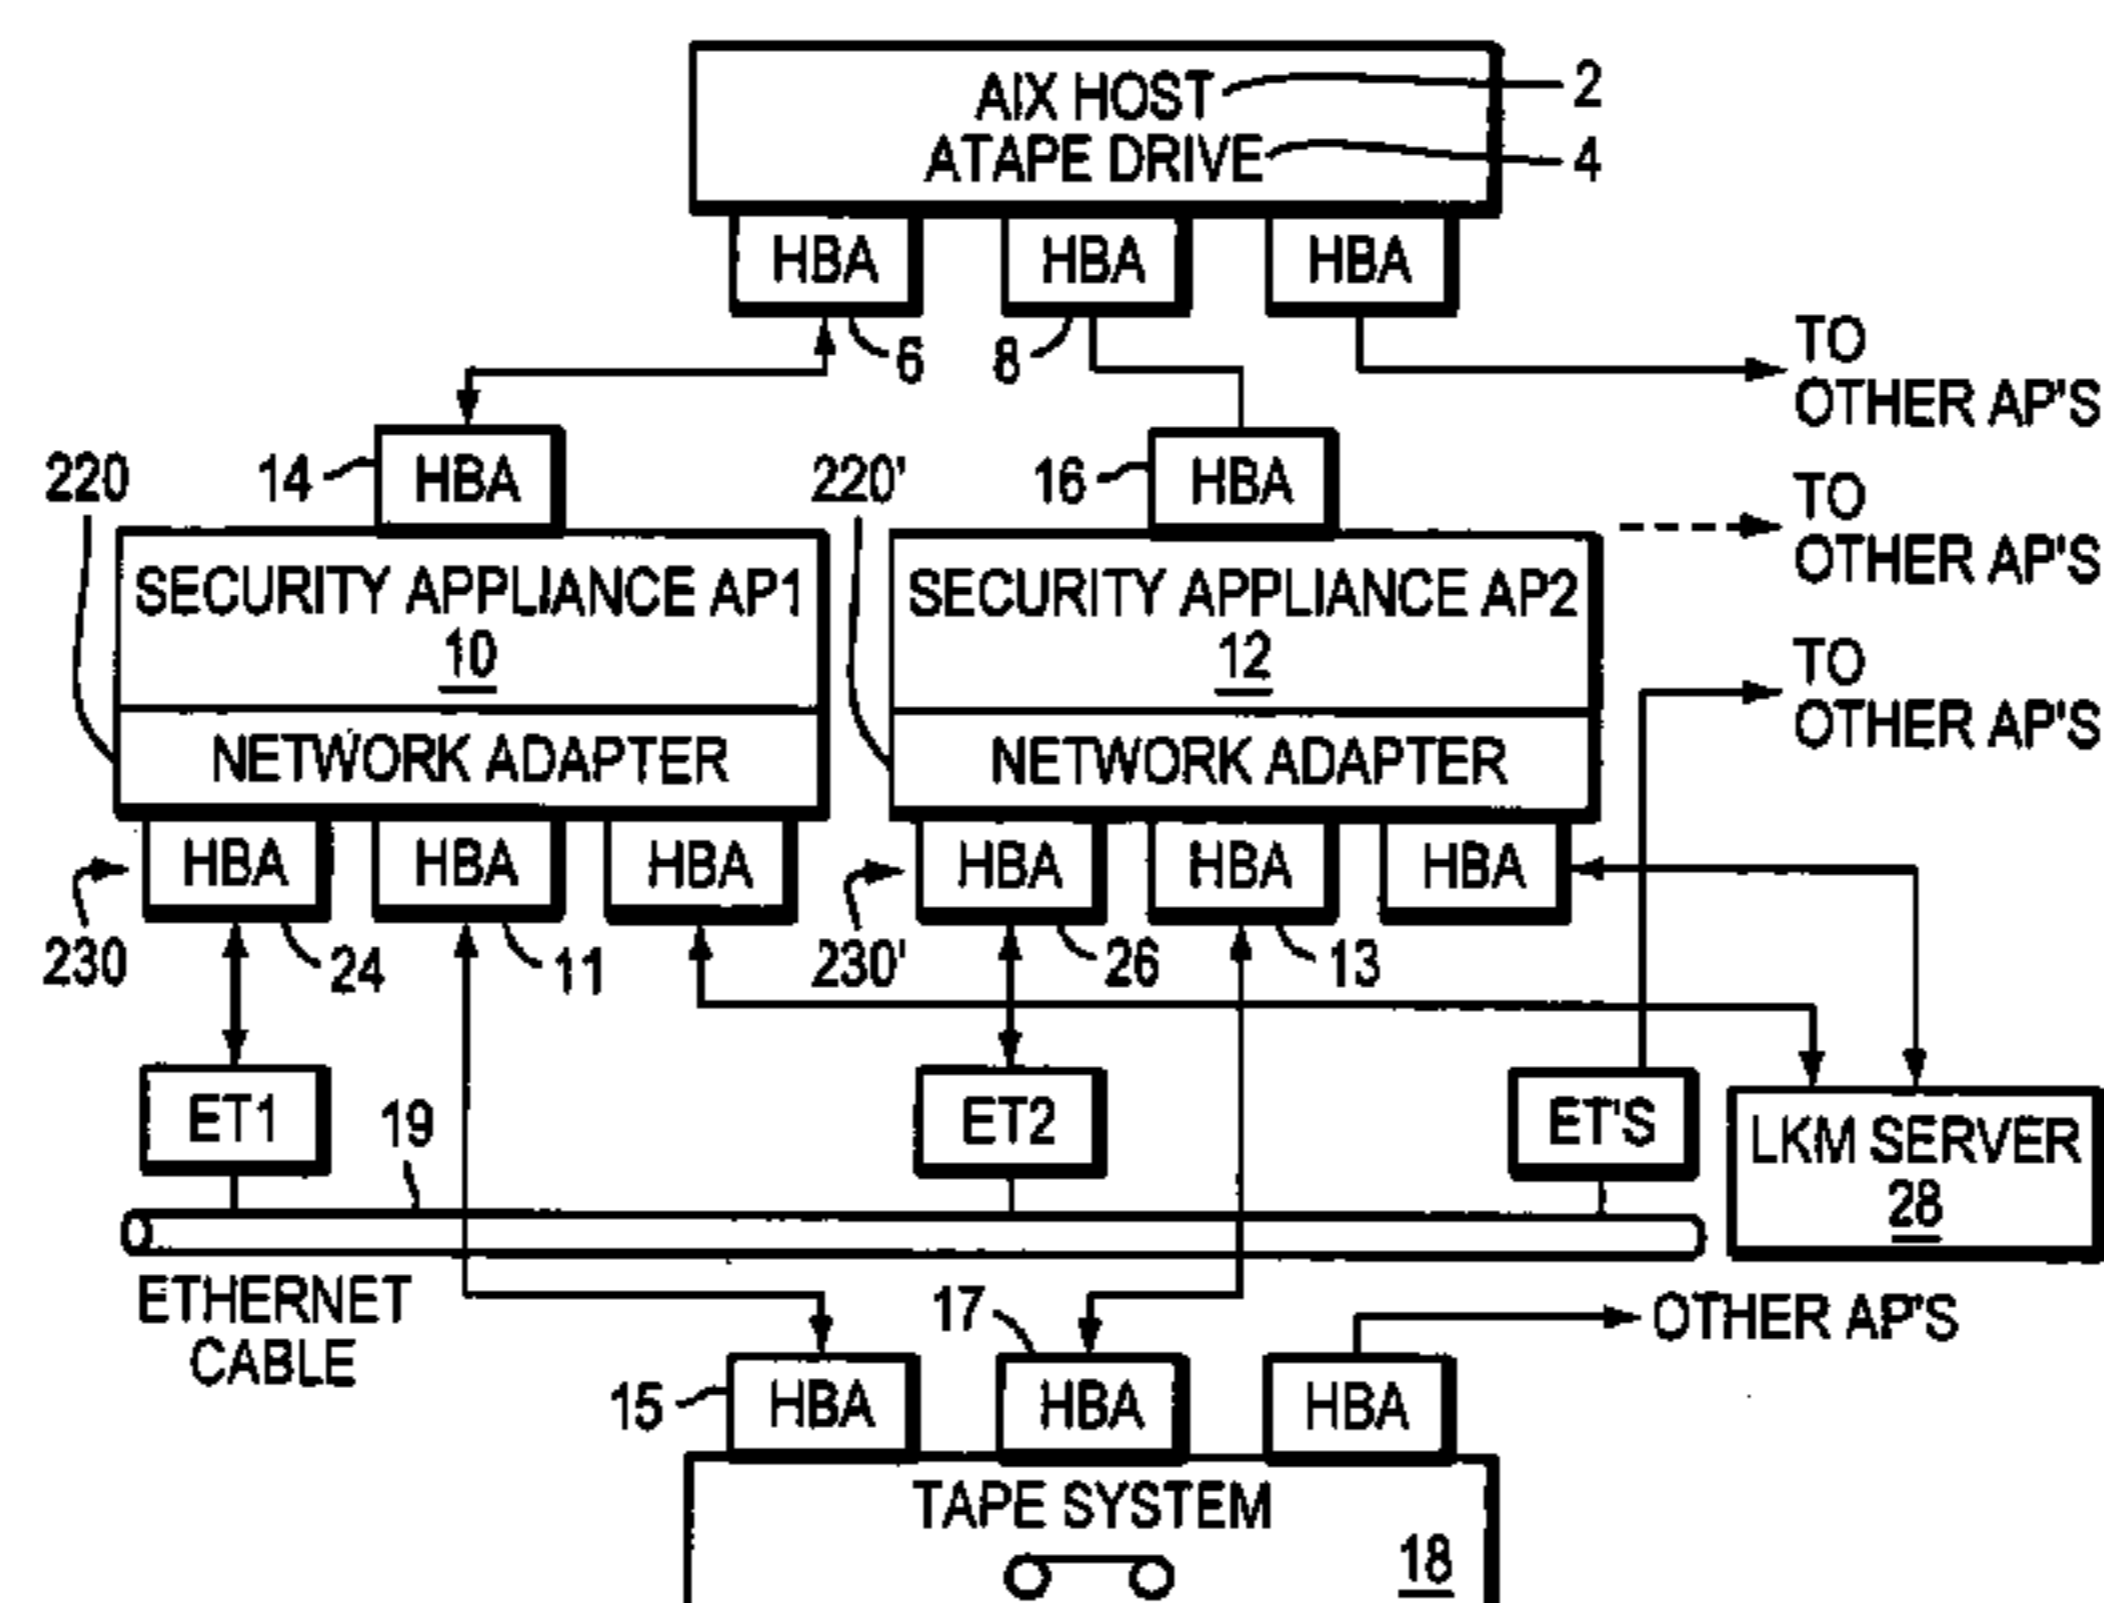 AIX HOST 2
ATAPE DRIVE 4
HBA HBA HBA
6 8
TO
OTHER AP'S
220 14 HBA 220' 16 HBA
TO
OTHER AP'S
SECURITY APPLIANCE AP1
10
SECURITY APPLIANCE AP2
12
TO
OTHER AP'S
NETWORK ADAPTER NETWORK ADAPTER
HBA HBA HBA HBA HBA HBA
230 24 11 230' 26 13
ET1 19 ET2 ET'S
LKM SERVER
28
ETHERNET
CABLE
17 OTHER AP'S
15 HBA HBA HBA
TAPE SYSTEM
18